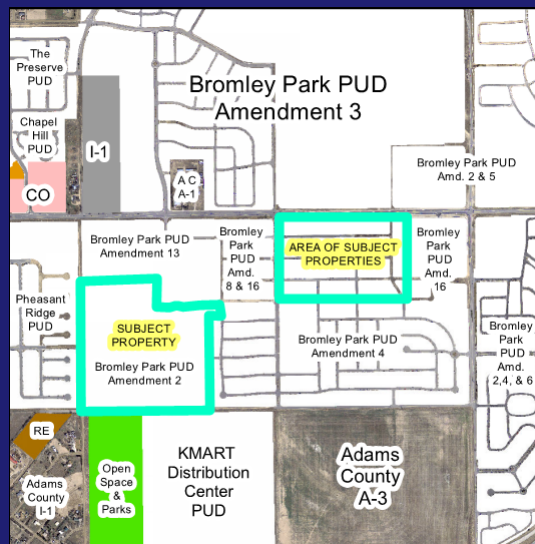 The
Preserve
PUD
Bromley Park PUD
Amendment 3
Chapel
Hill
PUD
I-1
CO
A C
A-1
Bromley Park PUD
Amd. 2 & 5
Bromley Park PUD
Amendment 13
Bromley
Park
PUD
Amd.
8 & 16
AREA OF SUBJECT
PROPERTIES
Bromley
Park
PUD
Amd.
16
Pheasant
Ridge
PUD
SUBJECT
PROPERTY
Bromley Park PUD
Amendment 2
Bromley Park PUD
Amendment 4
Bromley
Park
PUD
Amd.
2,4, & 6
RE
Adams
County
I-1
Open
Space
&
Parks
KMART
Distribution
Center
PUD
Adams
County
A-3